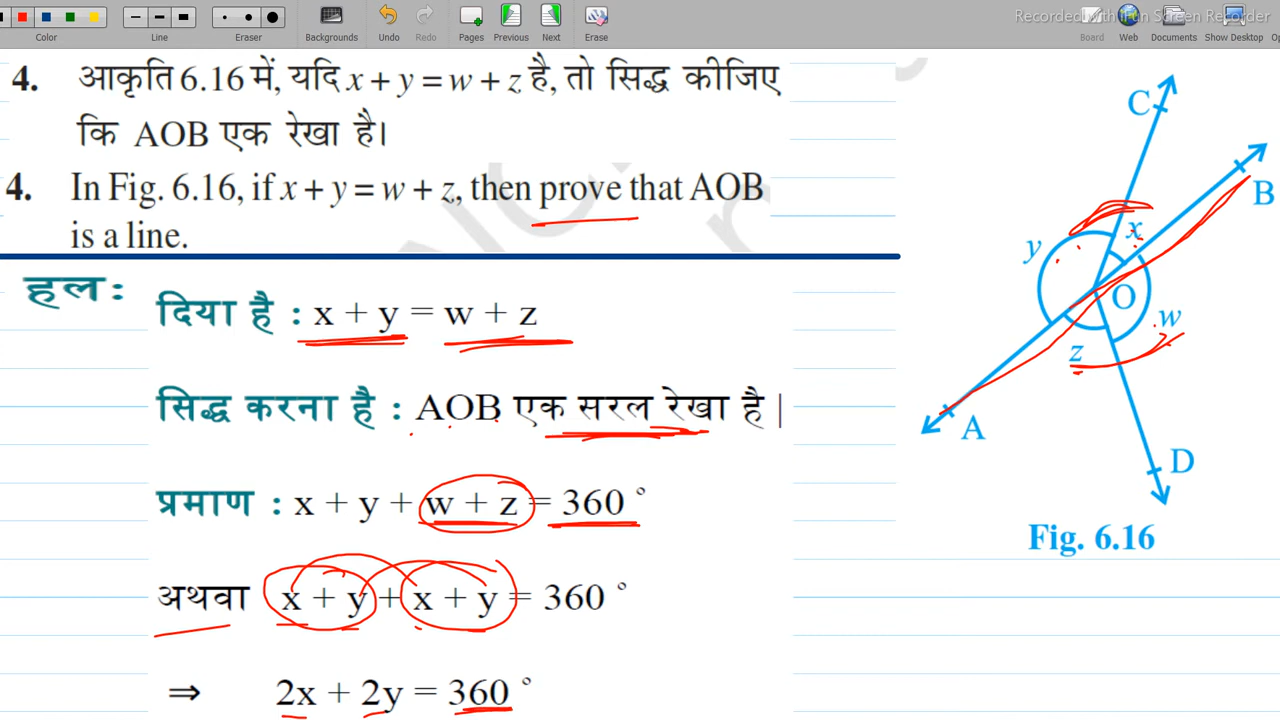 Recorded with iFun Screen Recorder
Color Line Eraser Backgrounds Undo Redo Pages Previous Next Erase Board Web Documents Show Desktop
4. आकृति 6.16 में, यदि x + y = w + z है, तो सिद्ध कीजिए
कि AOB एक रेखा है।
4. In Fig. 6.16, if x + y = w + z, then prove that AOB
is a line.
हल:
दिया है : x + y = w + z
सिद्ध करना है : AOB एक सरल रेखा है |
प्रमाण : x + y + w + z = 360 °
अथवा x + y + x + y = 360 °
⇒ 2x + 2y = 360 °
C
B
x
y
O
w
z
A
D
Fig. 6.16